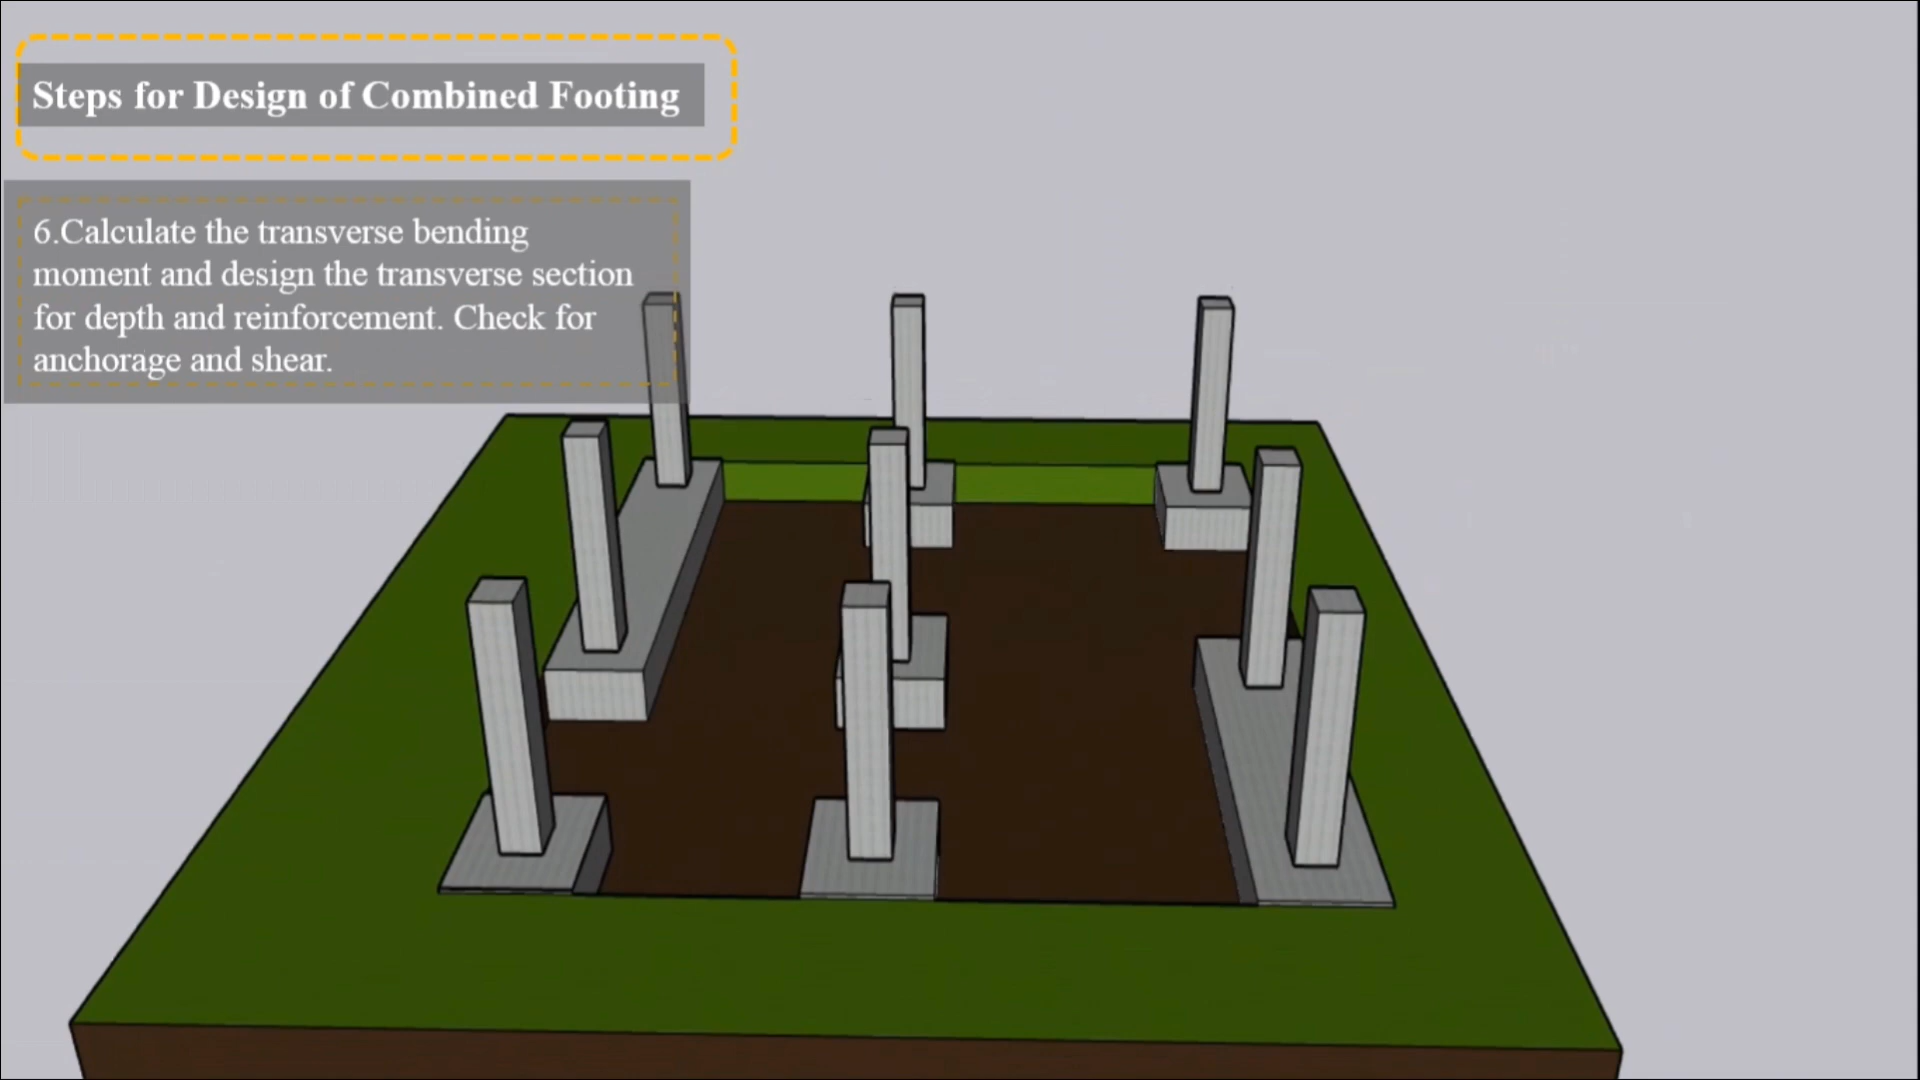 Steps for Design of Combined Footing
6.Calculate the transverse bending
moment and design the transverse section
for depth and reinforcement. Check for
anchorage and shear.